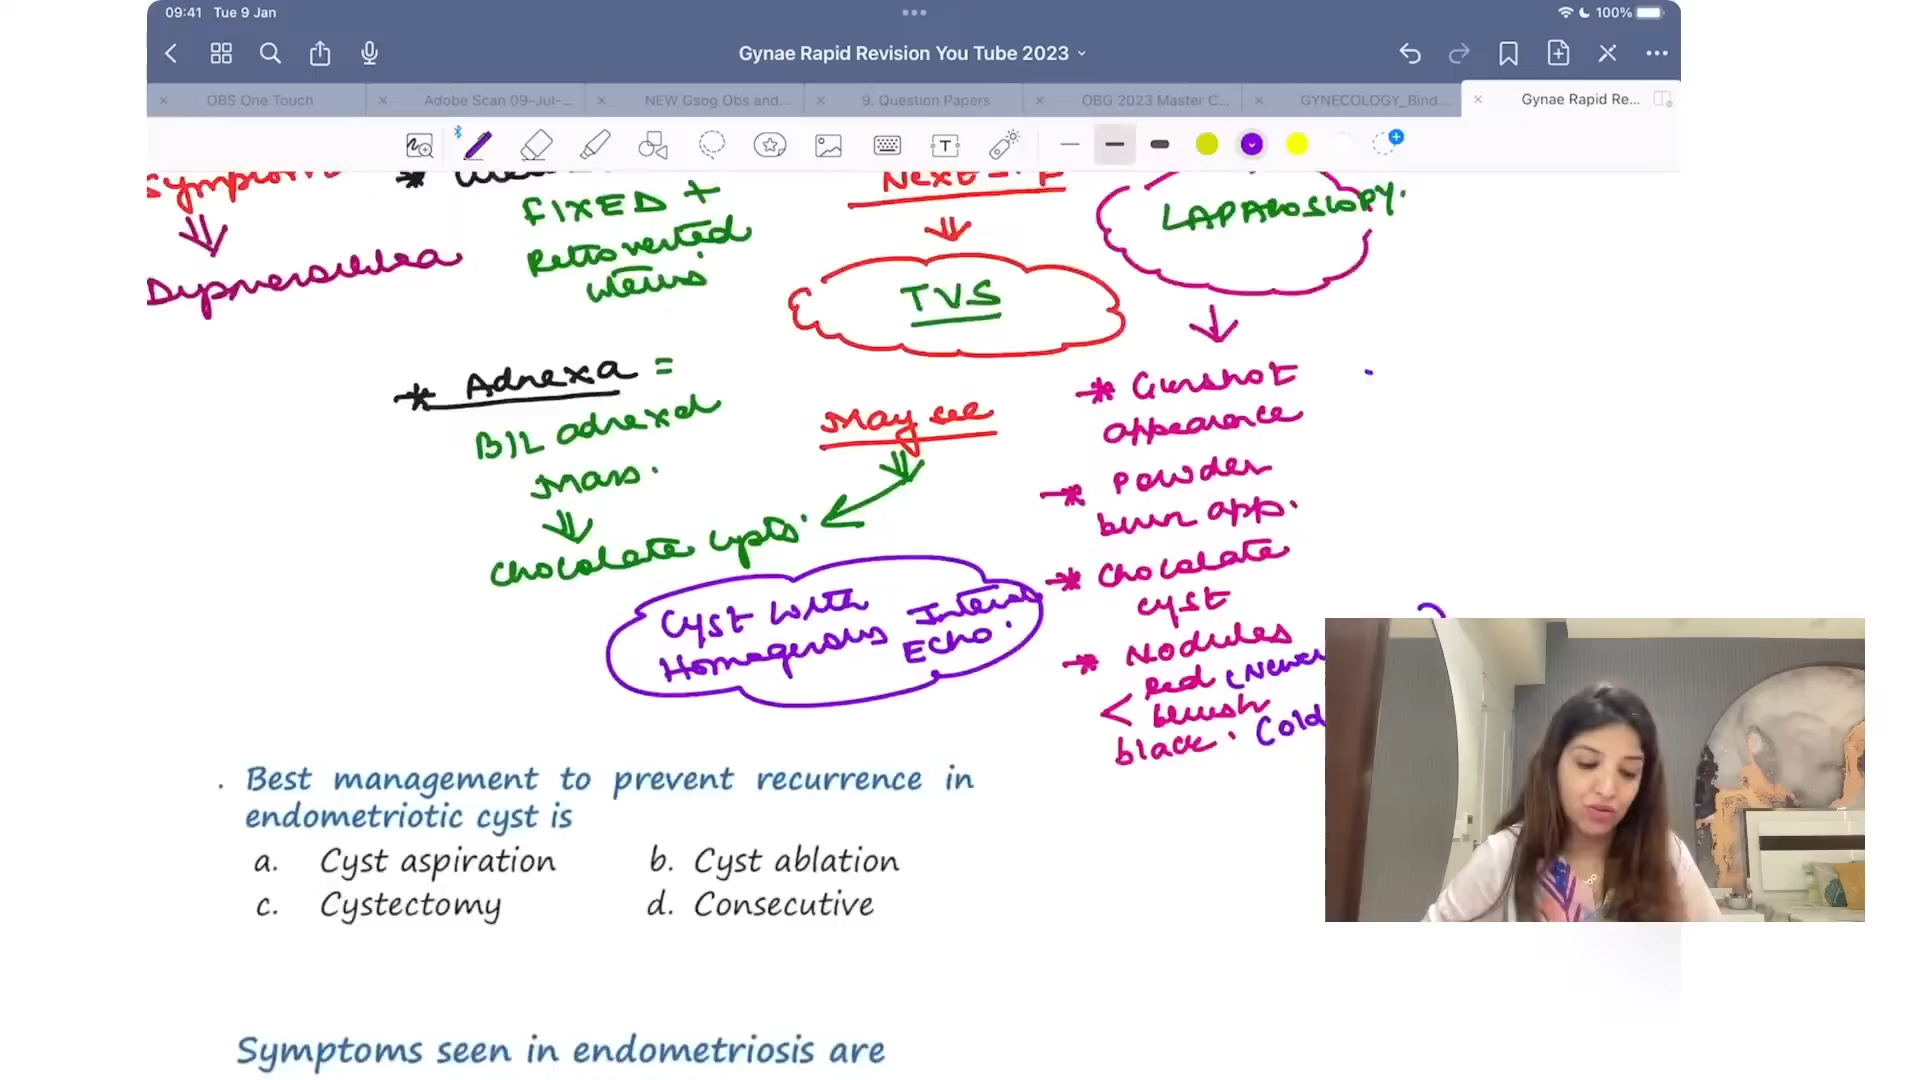 09:41 Tue 9 Jan
100%
Gynae Rapid Revision You Tube 2023
OBS One Touch
Adobe Scan 09-Jul-...
NEW Gsog Obs and...
9. Question Papers
OBG 2023 Master C...
GYNECOLOGY_Bind...
Gynae Rapid Re...
Symptom
FIXED +
Retroverted
uterus
Next
TVS
LAPAROSCOPY.
* Adnexa =
B/L adnexal
Mass.
Chocolate cysts.
May see
Cyst with
Homogenous Internal
Echo.
* Gunshot
appearance
* Powder
burn app.
* Chocolate
cyst
* Nodules
Red (Newer
bluish
black. (old
. Best management to prevent recurrence in
endometriotic cyst is
a. Cyst aspiration b. Cyst ablation
c. Cystectomy d. Consecutive
Symptoms seen in endometriosis are